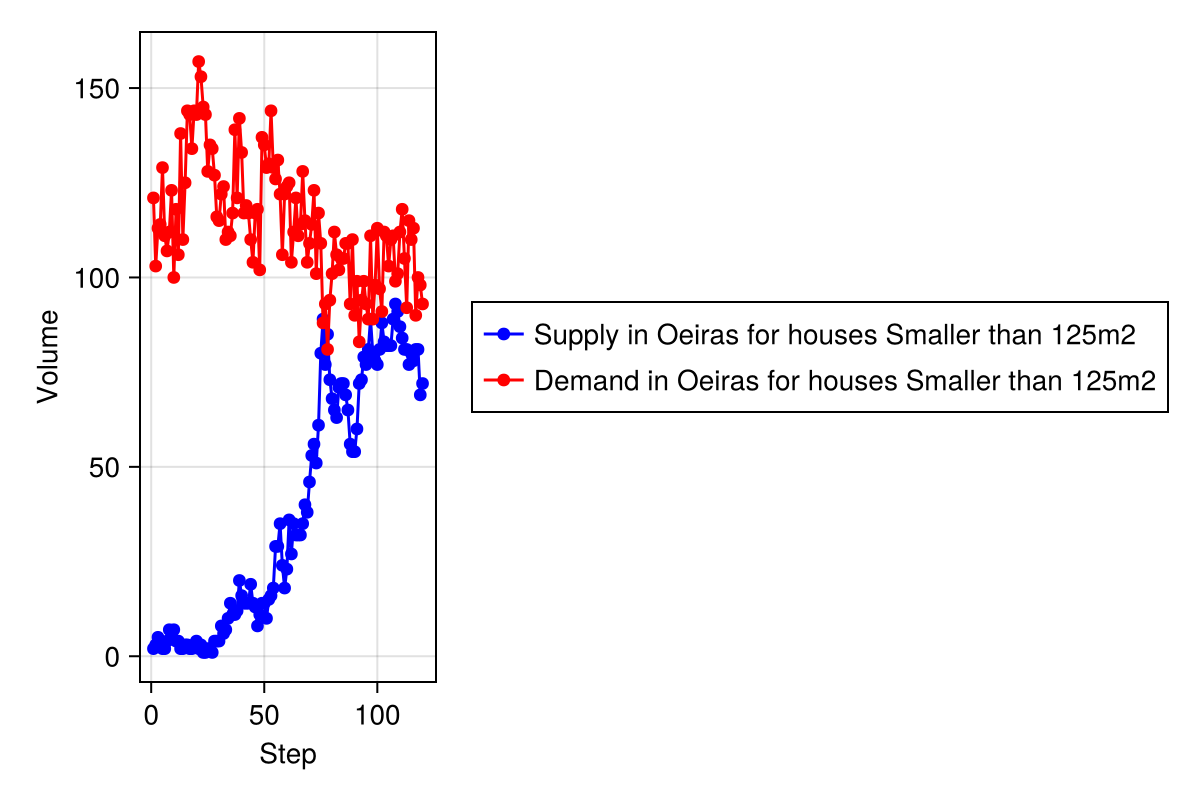 150
100
50
0
Volume
0 50 100
Step
Supply in Oeiras for houses Smaller than 125m2
Demand in Oeiras for houses Smaller than 125m2